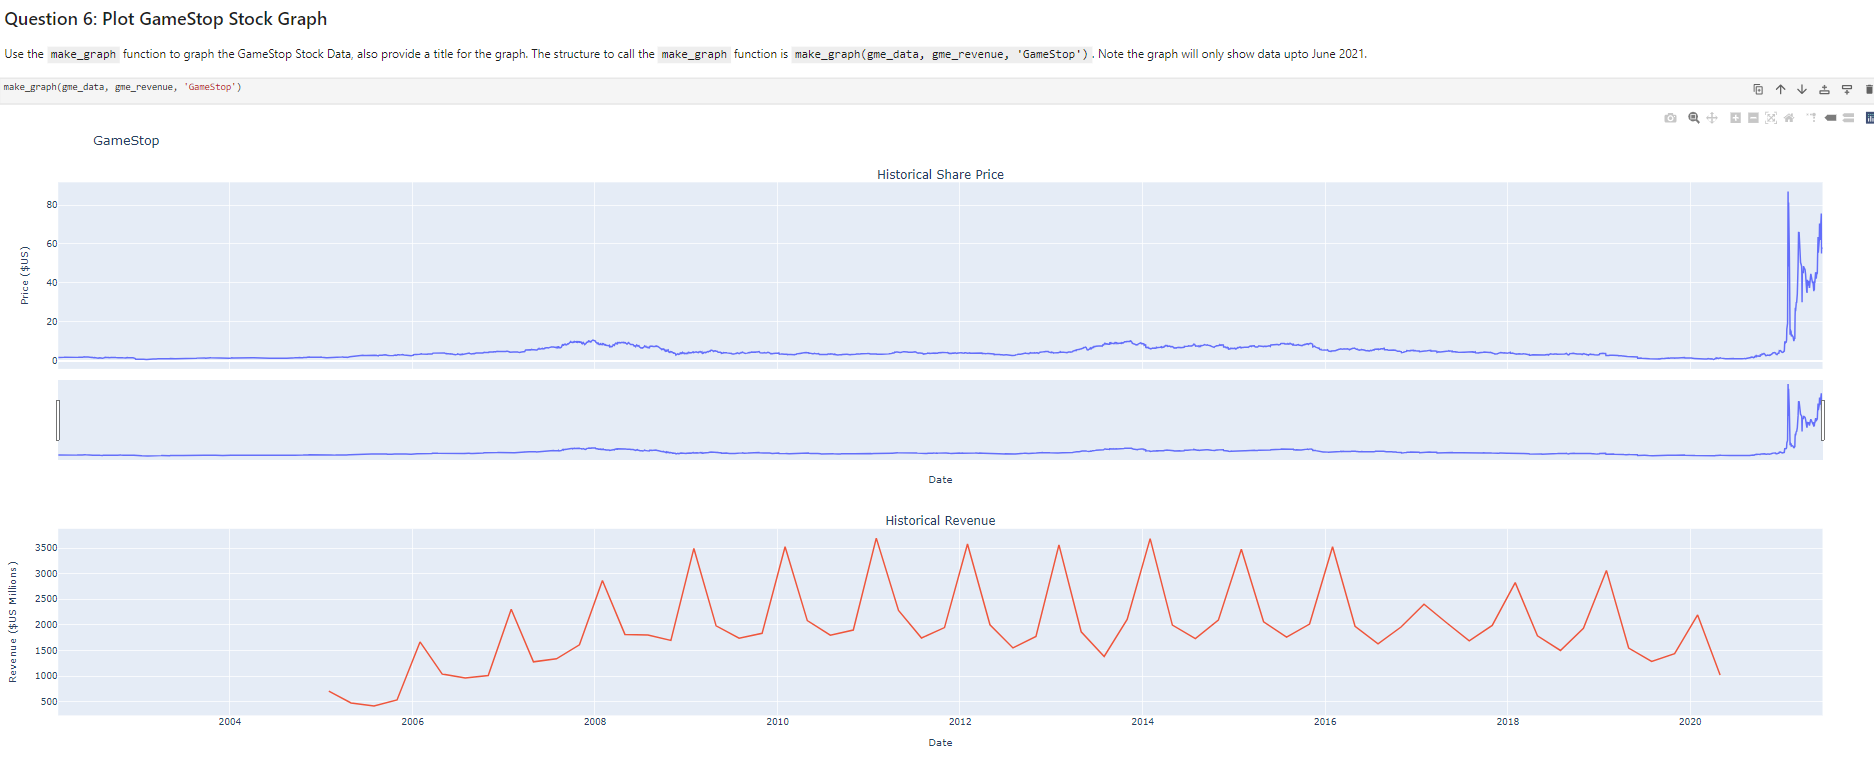 Question 6: Plot GameStop Stock Graph
Use the make_graph function to graph the GameStop Stock Data, also provide a title for the graph. The structure to call the make_graph function is make_graph(gme_data, gme_revenue, 'GameStop') . Note the graph will only show data upto June 2021.
make_graph(gme_data, gme_revenue, 'GameStop')
GameStop
Historical Share Price
80
60
40
20
0
Price ($US)
Date
Historical Revenue
3500
3000
2500
2000
1500
1000
500
Revenue ($US Millions)
2004 2006 2008 2010 2012 2014 2016 2018 2020
Date